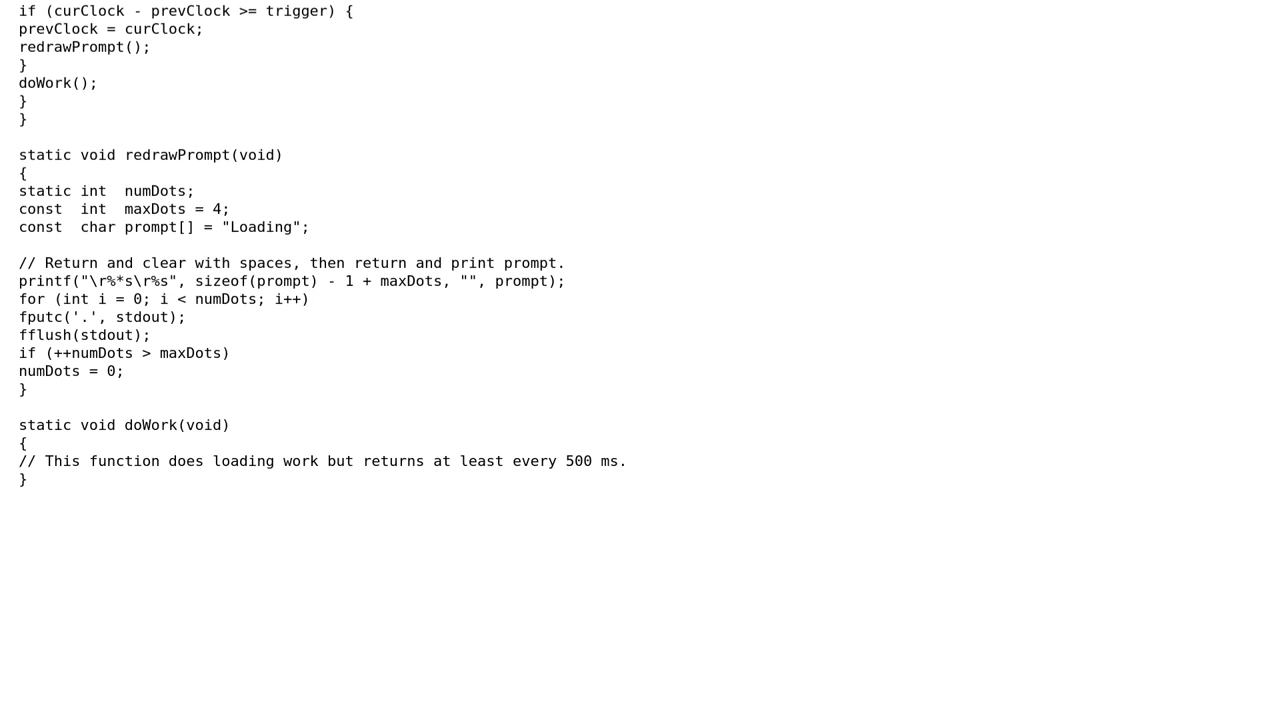 if (curClock - prevClock >= trigger) {
prevClock = curClock;
redrawPrompt();
}
doWork();
}
}

static void redrawPrompt(void)
{
static int  numDots;
const  int  maxDots = 4;
const  char prompt[] = "Loading";

// Return and clear with spaces, then return and print prompt.
printf("\r%*s\r%s", sizeof(prompt) - 1 + maxDots, "", prompt);
for (int i = 0; i < numDots; i++)
fputc('.', stdout);
fflush(stdout);
if (++numDots > maxDots)
numDots = 0;
}

static void doWork(void)
{
// This function does loading work but returns at least every 500 ms.
}